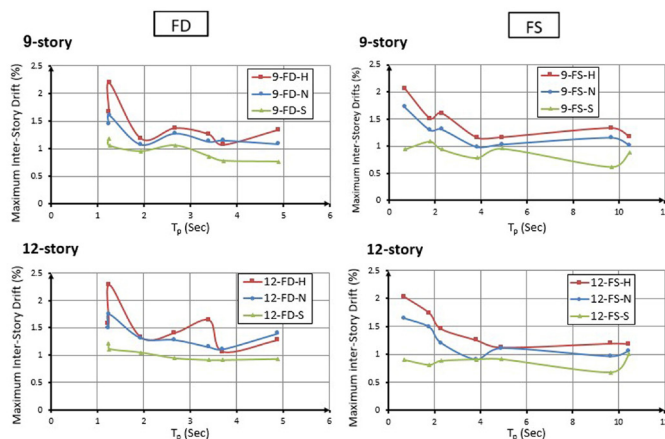 FD
FS
9-story
9-story
Maximum Inter-Story Drift (%)
2.5
2
1.5
1
0.5
0
0 1 2 3 4 5 6
Tp (Sec)
9-FD-H
9-FD-N
9-FD-S
Maximum Inter-Storey Drifts (%)
2.5
2
1.5
1
0.5
0
0 2 4 6 8 10 12
Tp (Sec)
9-FS-H
9-FS-N
9-FS-S
12-story
12-story
Maximum Inter-Story Drift (%)
2.5
2
1.5
1
0.5
0
0 1 2 3 4 5 6
Tp (Sec)
12-FD-H
12-FD-N
12-FD-S
Maximum inter-Story Drift (%)
2.5
2
1.5
1
0.5
0
0 2 4 6 8 10 12
Tp (Sec)
12-FS-H
12-FS-N
12-FS-S